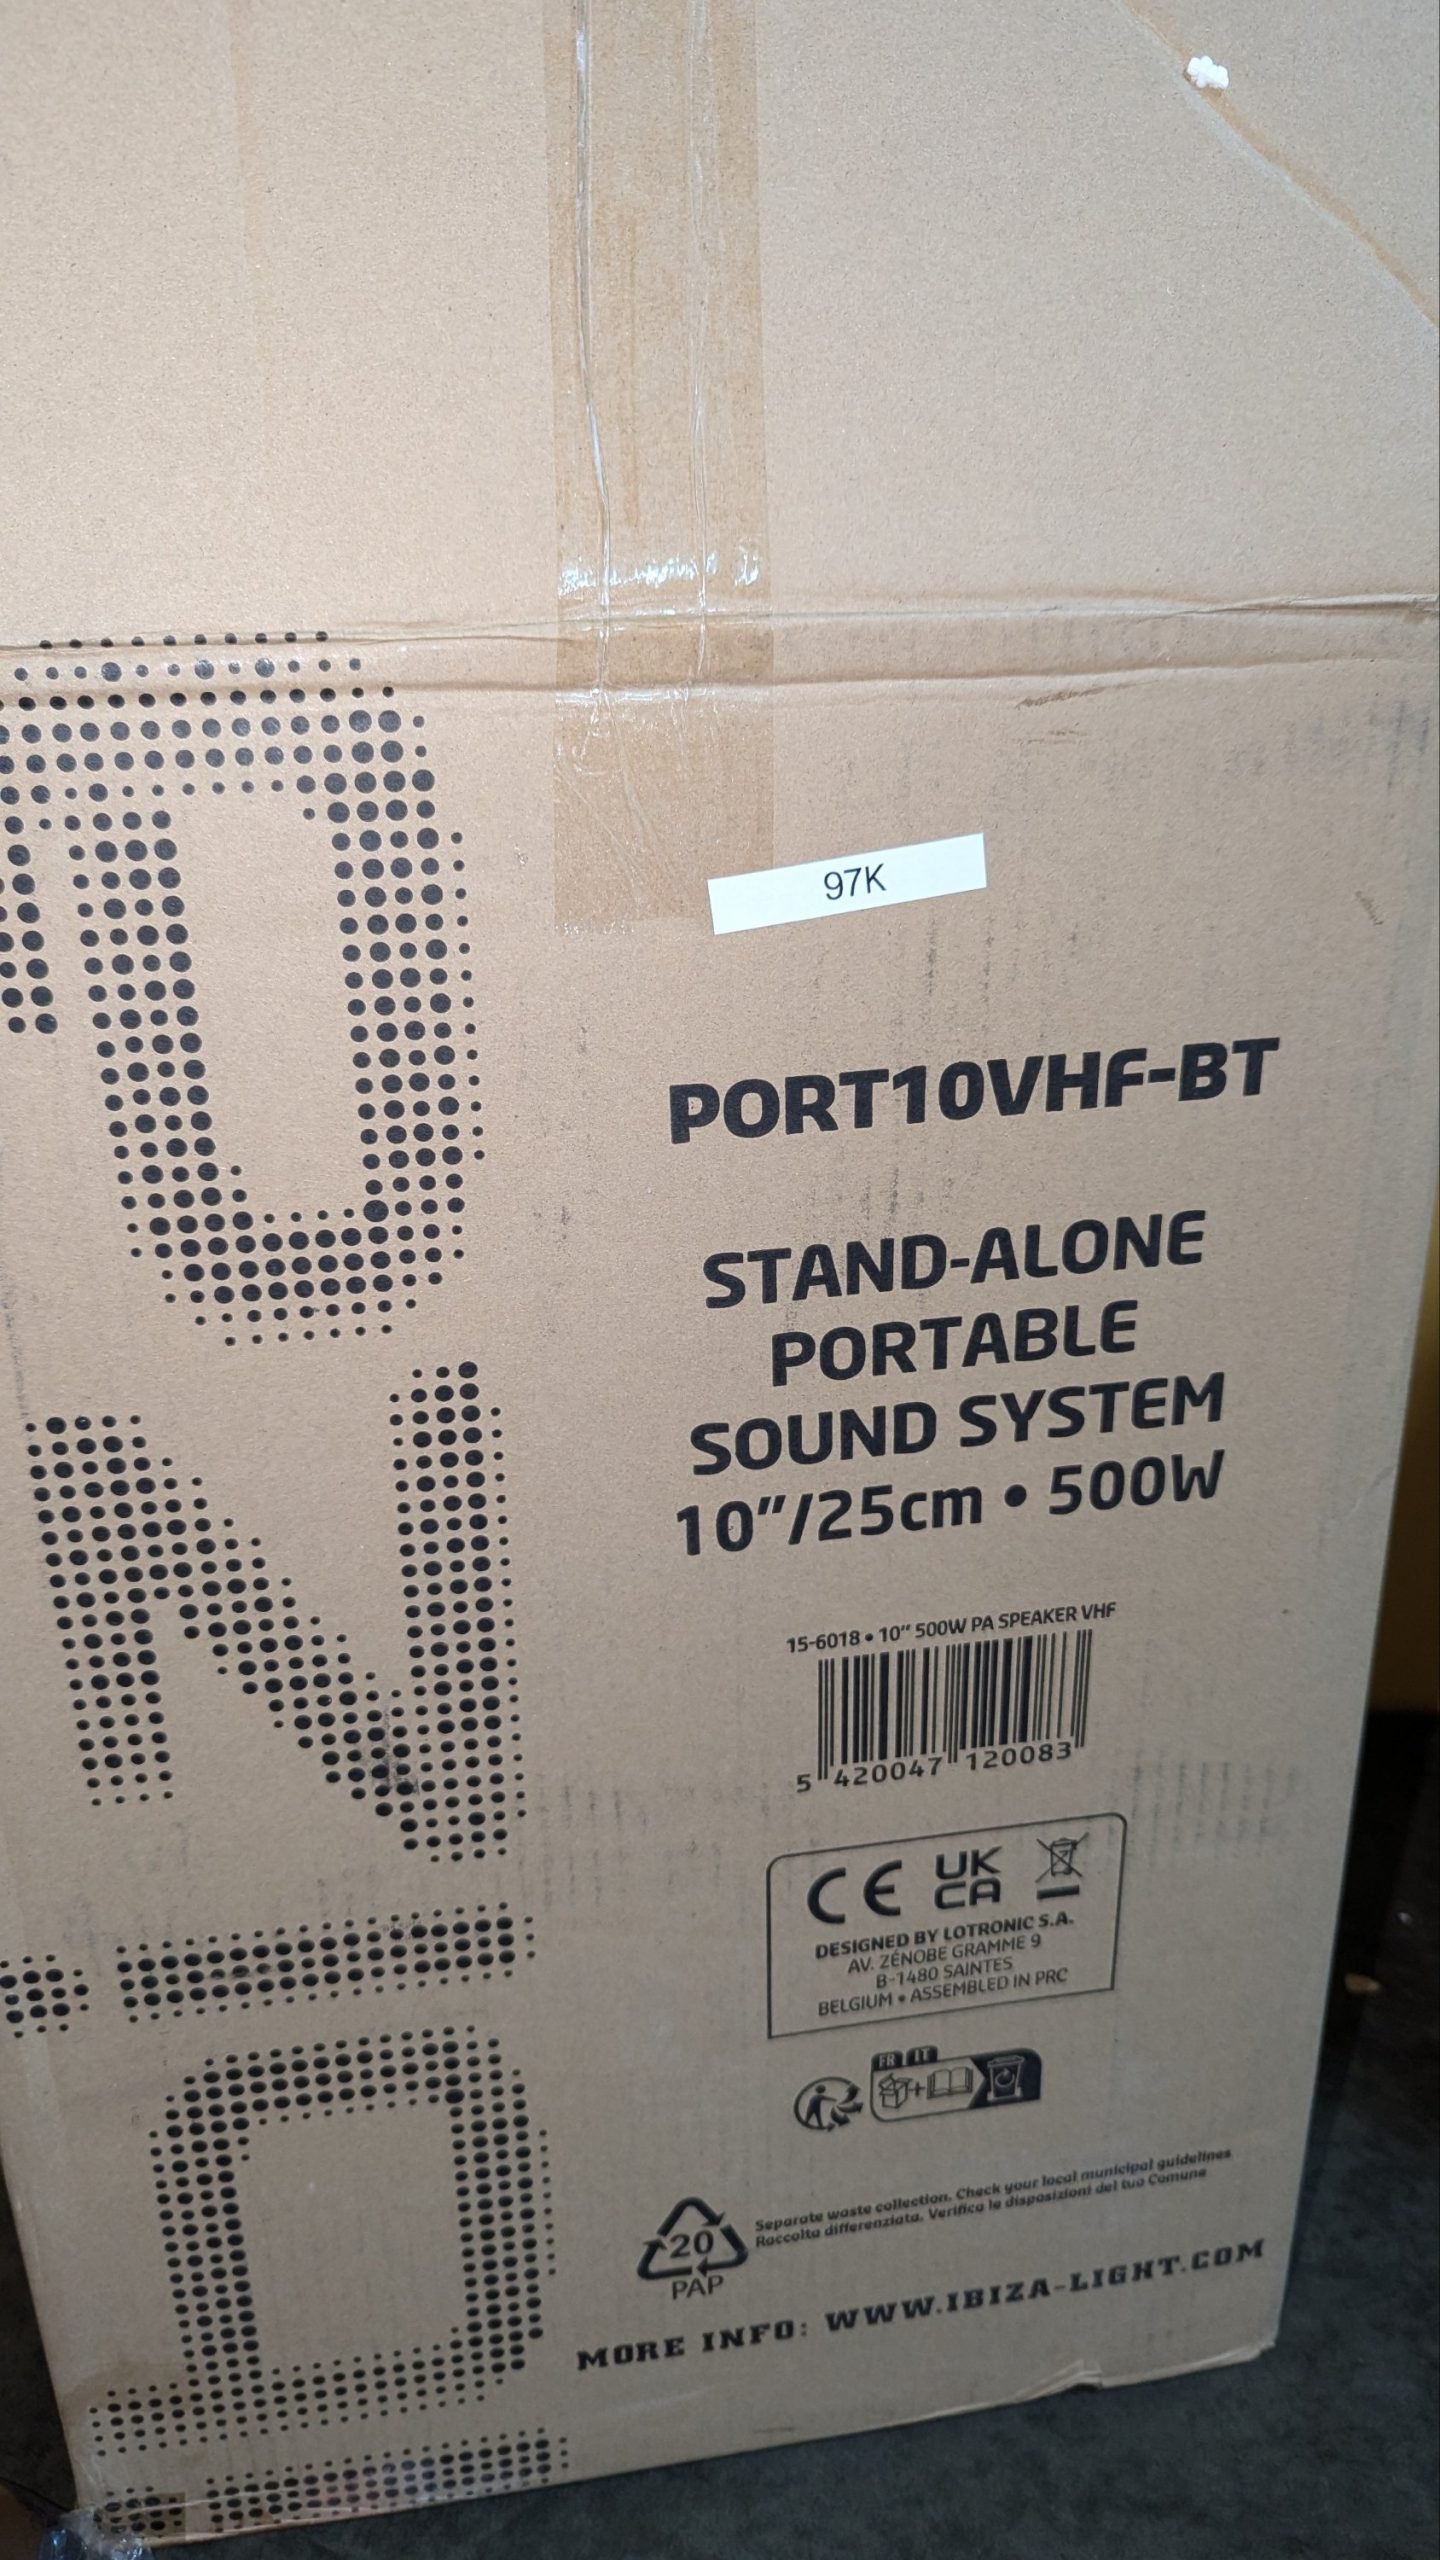 97K
PORT10VHF-BT
STAND-ALONE
PORTABLE
SOUND SYSTEM
10"/25cm • 500W
15-6018 • 10" 500W PA SPEAKER VHF
5 420047 120083
CE UK CA
DESIGNED BY LOTRONIC S.A.
AV. ZÉNOBE GRAMME 9
B-1480 SAINTES
BELGIUM • ASSEMBLED IN PRC
FR IT
20
PAP
Separate waste collection. Check your local municipal guidelines
Raccolta differenziata. Verifica le disposizioni del tuo Comune
MORE INFO: WWW.IBIZA-LIGHT.COM